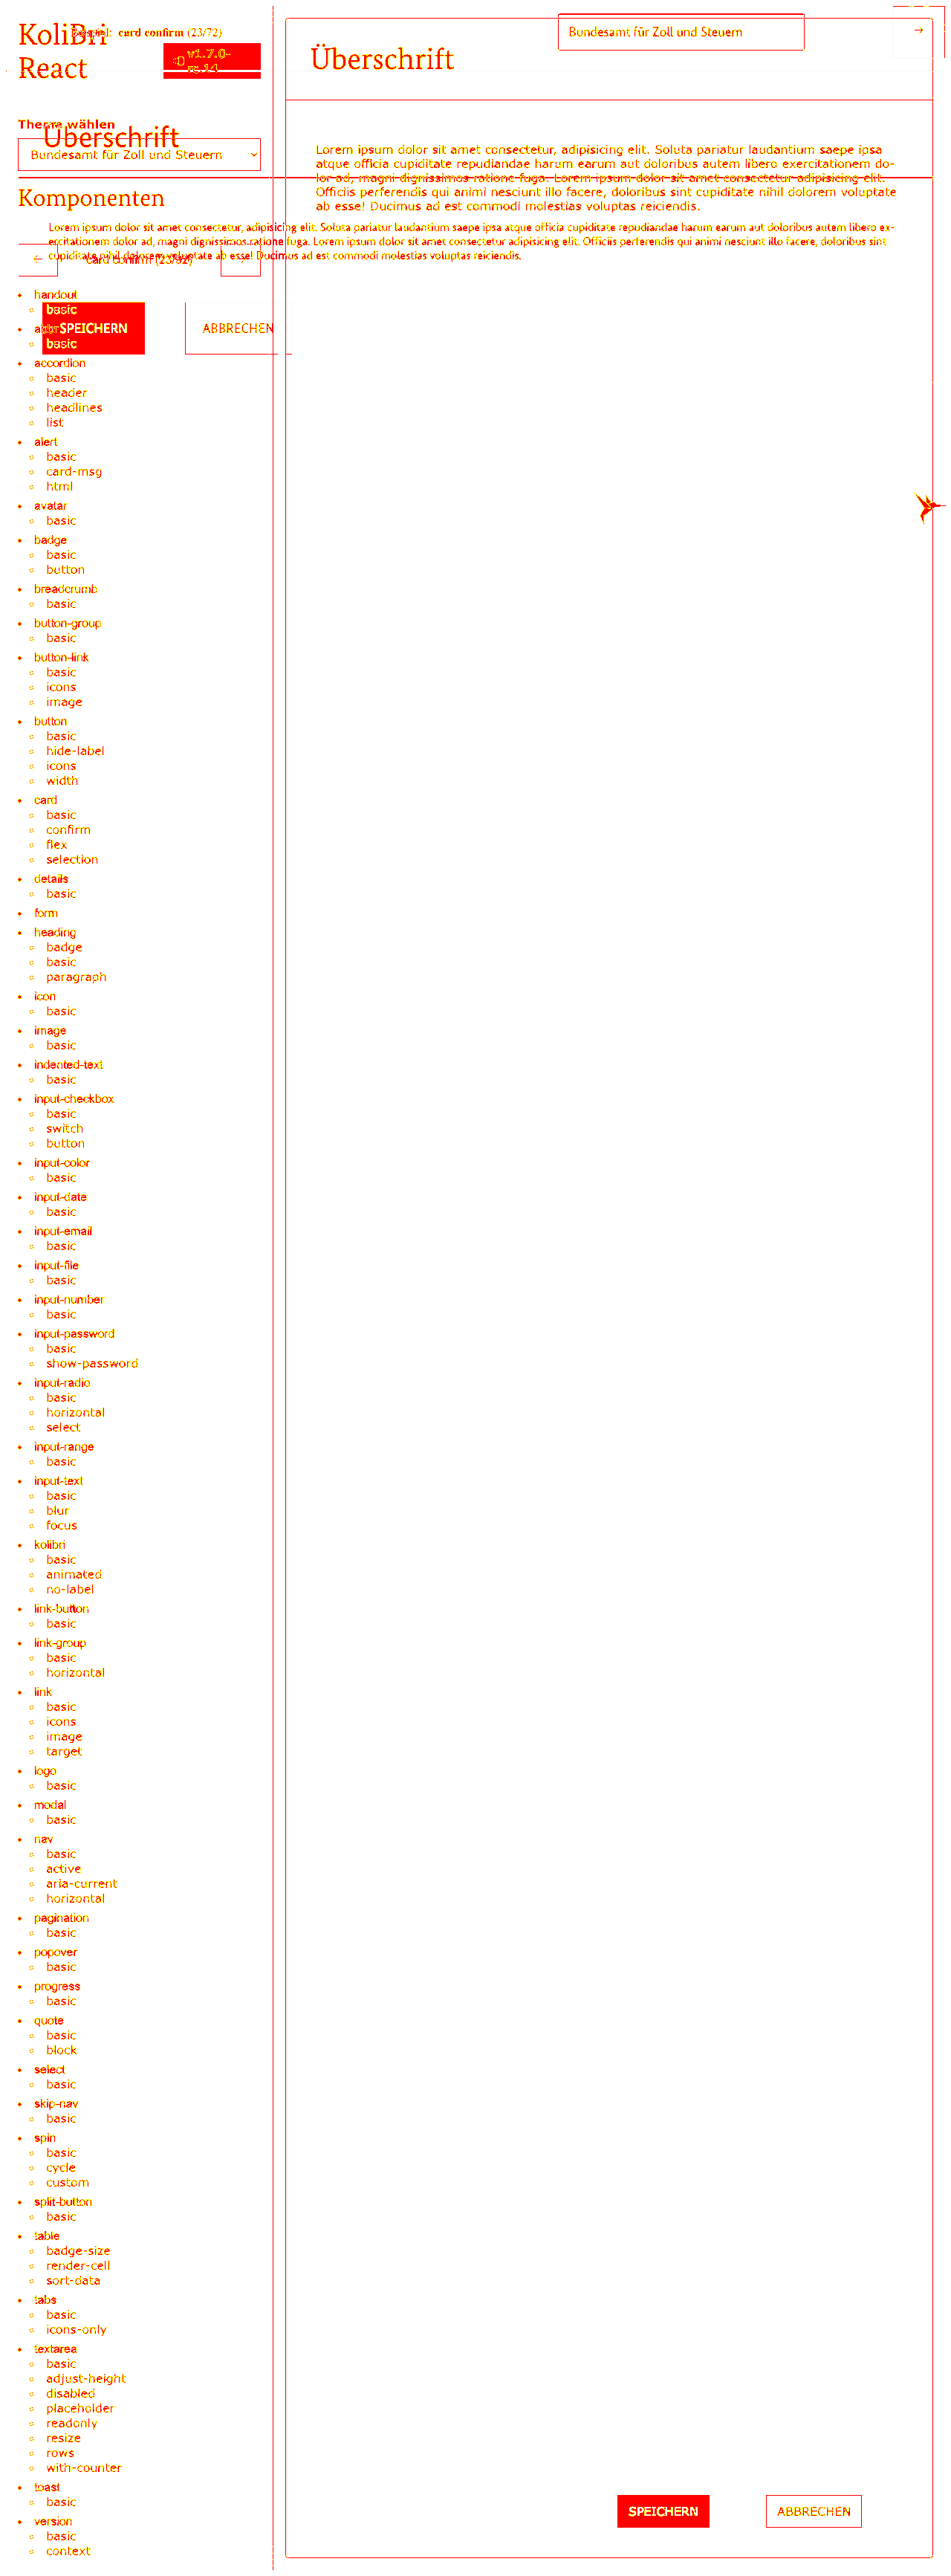 KoliBri
card confirm (23/72)
React
v1.7.0-
Bundesamt für Zoll und Steuern
→
Überschrift
Theme wählen
Überschrift
Bundesamt für Zoll und Steuern
Komponenten
Lorem ipsum dolor sit amet consectetur, adipisicing elit. Soluta pariatur laudantium saepe ipsa
atque officia cupiditate repudiandae harum earum aut doloribus autem libero exercitationem do-
lor ad, magni dignissimos ratione fuga. Lorem ipsum dolor sit amet consectetur adipisicing elit.
Officiis perferendis qui animi nesciunt illo facere, doloribus sint cupiditate nihil dolorem voluptate
ab esse! Ducimus ad est commodi molestias voluptas reiciendis.
Lorem ipsum dolor sit amet consectetur, adipisicing elit. Soluta pariatur laudantium saepe ipsa atque officia cupiditate repudiandae harum earum aut doloribus autem libero ex-
ercitationem dolor ad, magni dignissimos ratione fuga. Lorem ipsum dolor sit amet consectetur adipisicing elit. Officiis perferendis qui animi nesciunt illo facere, doloribus sint
cupiditate nihil dolorem voluptate ab esse! Ducimus ad est commodi molestias voluptas reiciendis.
← Card confirm
handout
basic
SPEICHERN
ABBRECHEN
basic
accordion
basic
header
headlines
list
alert
basic
card-msg
html
avatar
basic
badge
basic
button
breadcrumb
basic
button-group
basic
button-link
basic
icons
image
button
basic
hide-label
icons
width
card
basic
confirm
flex
selection
details
basic
form
heading
badge
basic
paragraph
icon
basic
image
basic
indented-text
basic
input-checkbox
basic
switch
button
input-color
basic
input-date
basic
input-email
basic
input-file
basic
input-number
basic
input-password
basic
show-password
input-radio
basic
horizontal
select
input-range
basic
input-text
basic
blur
focus
kolibri
basic
animated
no-label
link-button
basic
link-group
basic
horizontal
link
basic
icons
image
target
logo
basic
modal
basic
nav
basic
active
aria-current
horizontal
pagination
basic
popover
basic
progress
basic
quote
basic
block
select
basic
skip-nav
basic
spin
basic
cycle
custom
split-button
basic
table
badge-size
render-cell
sort-data
tabs
basic
icons-only
textarea
basic
adjust-height
disabled
placeholder
readonly
resize
rows
with-counter
toast
basic
version
basic
context
SPEICHERN
ABBRECHEN